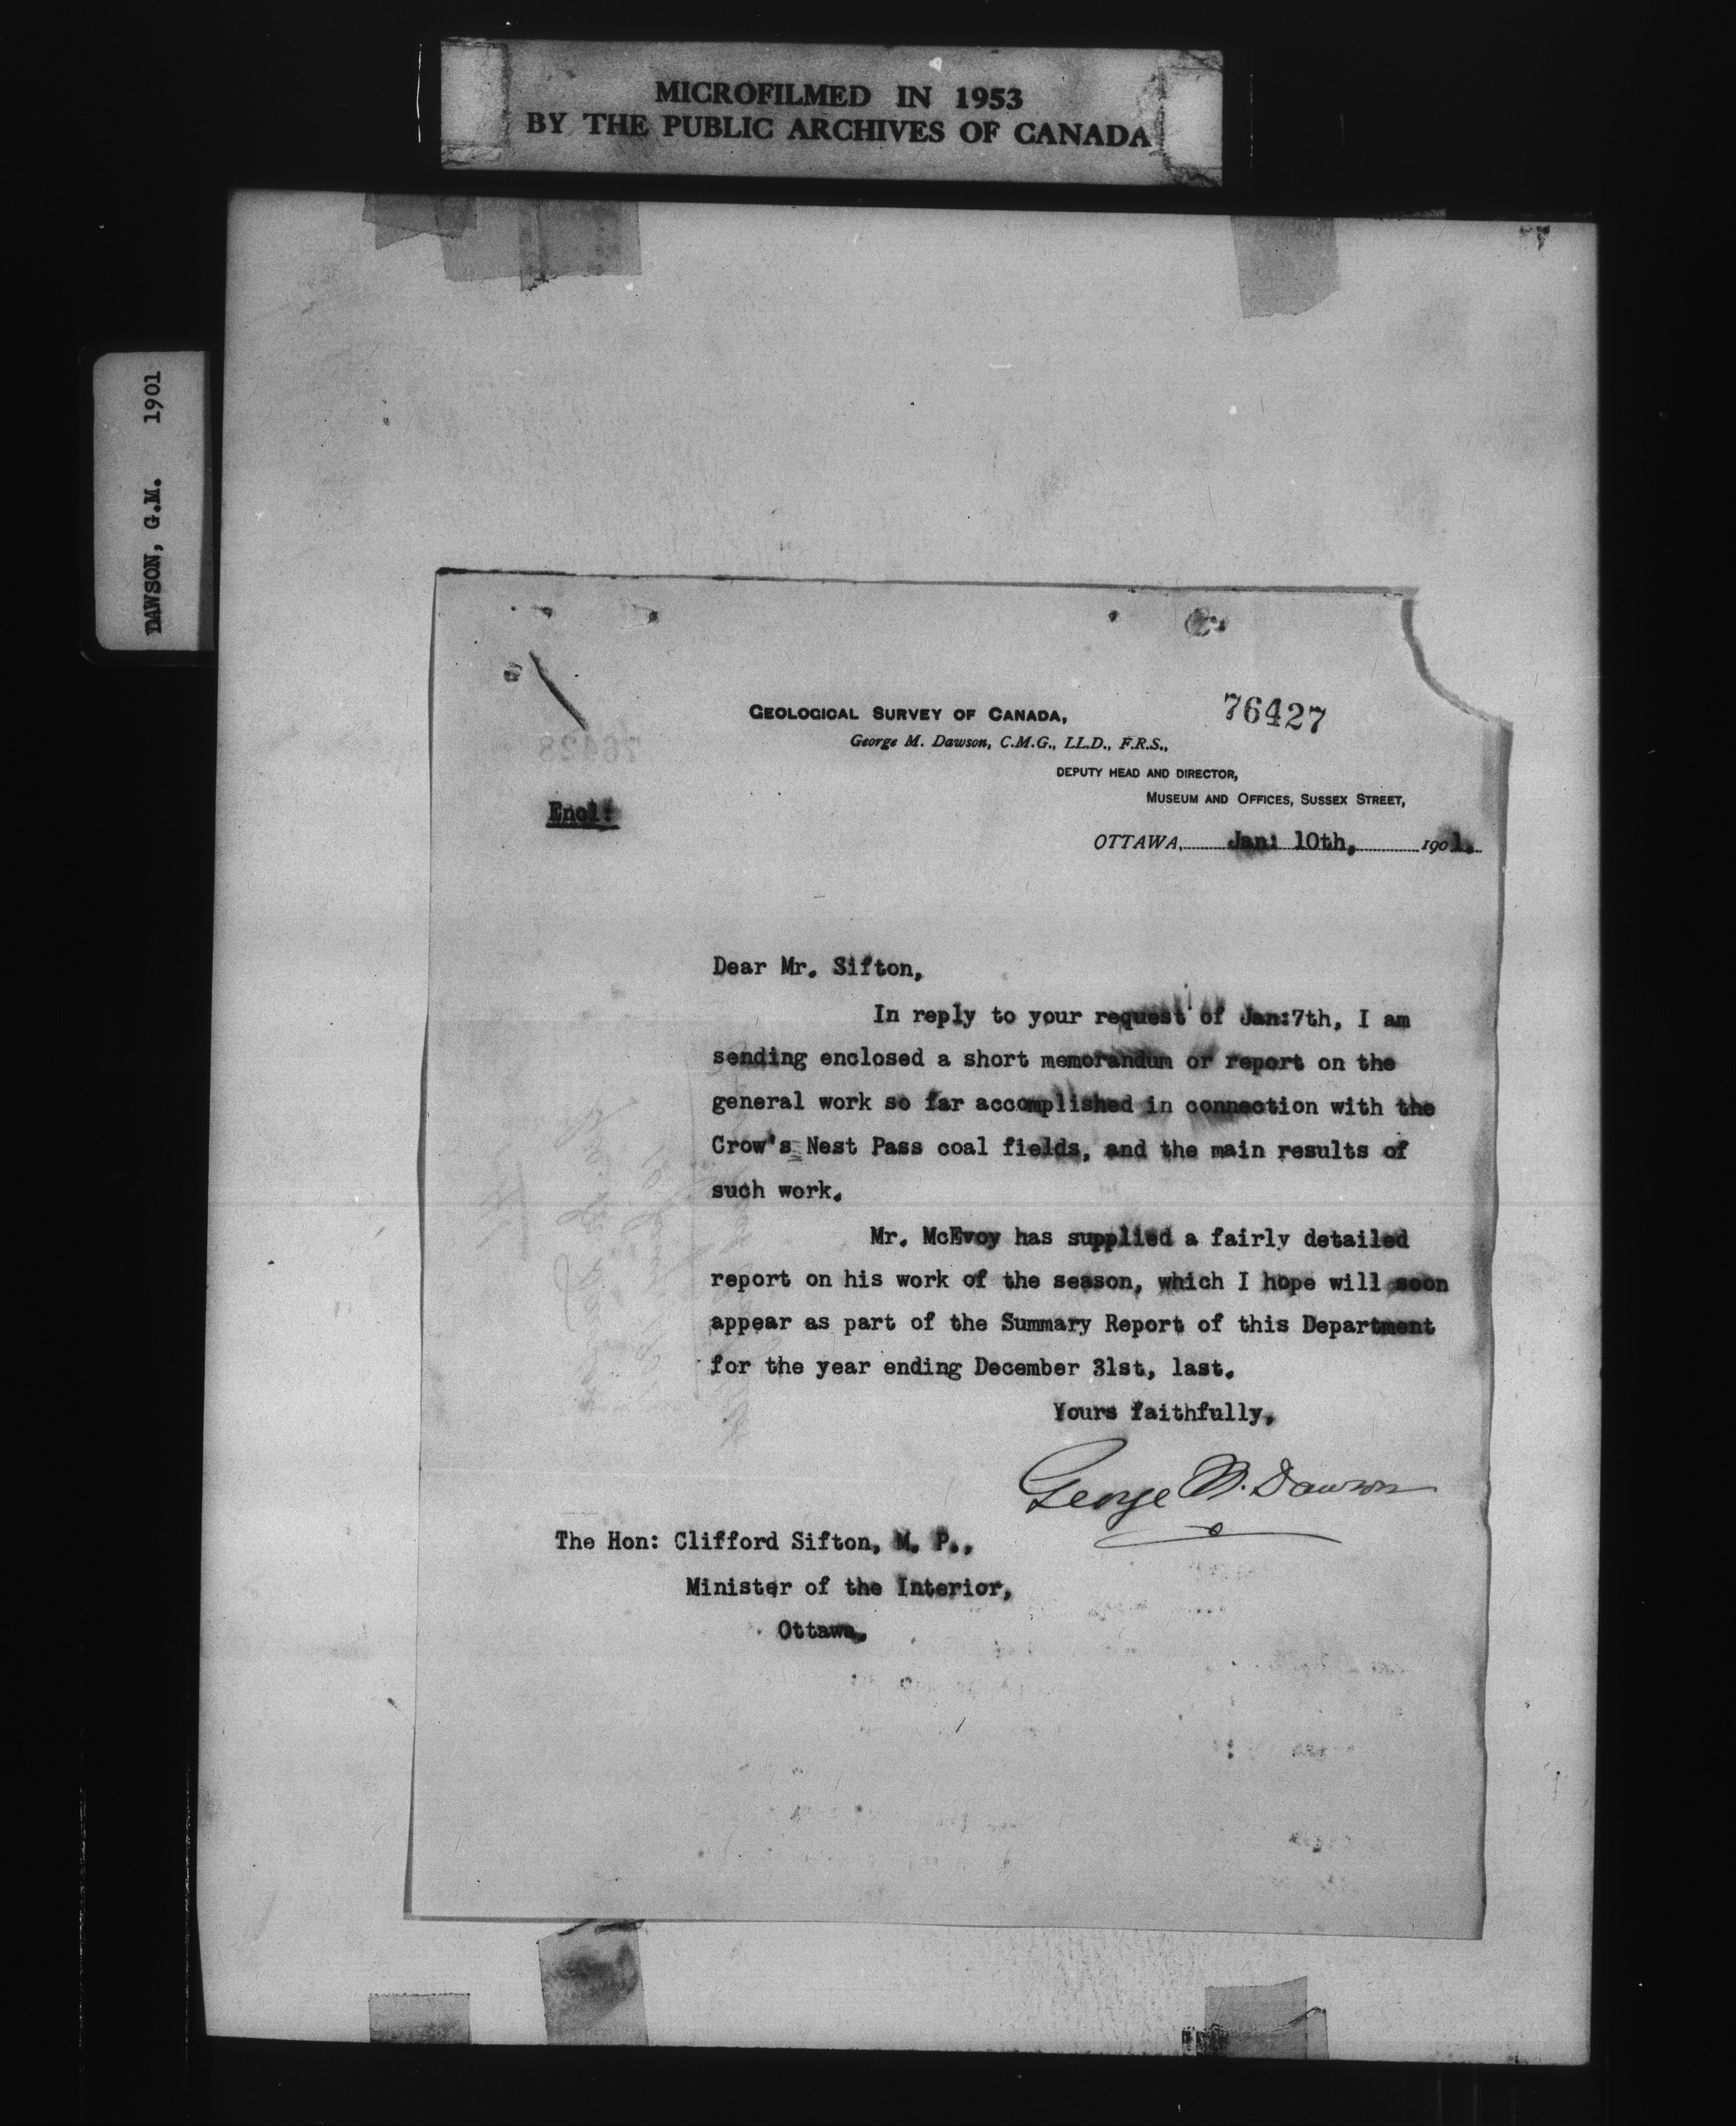 MICROFILMED IN 1953
BY THE PUBLIC ARCHIVES OF CANADA
DAWSON, G.M. 1901
76427
GEOLOGICAL SURVEY OF CANADA,
George M. Dawson, C.M.G., LL.D., F.R.S.,
DEPUTY HEAD AND DIRECTOR,
MUSEUM AND OFFICES, SUSSEX STREET,
Encl:
OTTAWA, Jan: 10th, 1901.
Dear Mr. Sifton,
In reply to your request of Jan:7th, I am
sending enclosed a short memorandum or report on the
general work so far accomplished in connection with the
Crow's Nest Pass coal fields, and the main results of
such work.
Mr. McEvoy has supplied a fairly detailed
report on his work of the season, which I hope will soon
appear as part of the Summary Report of this Department
for the year ending December 31st, last.
Yours faithfully,
George M. Dawson
The Hon: Clifford Sifton, M. P.,
Minister of the Interior,
Ottawa.